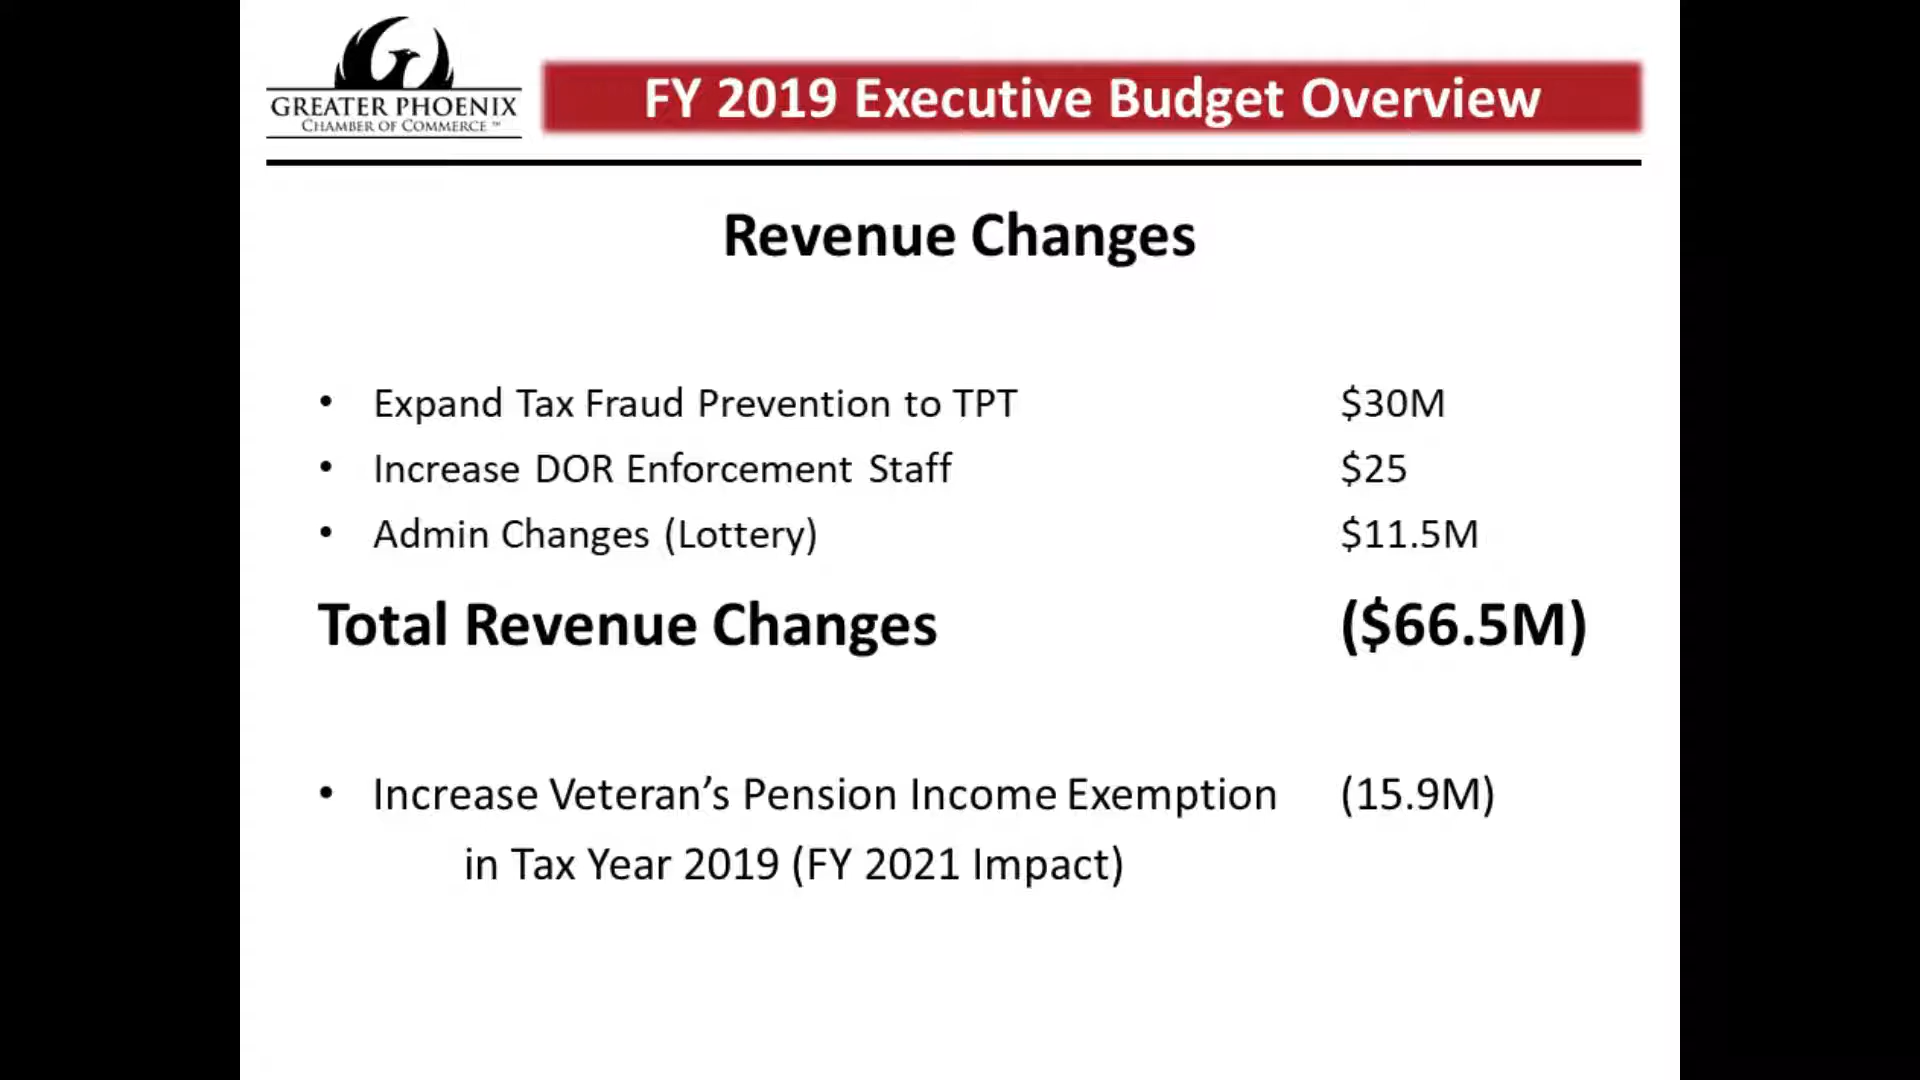 GREATER PHOENIX
CHAMBER OF COMMERCE ™
FY 2019 Executive Budget Overview
Revenue Changes
• Expand Tax Fraud Prevention to TPT $30M
• Increase DOR Enforcement Staff $25
• Admin Changes (Lottery) $11.5M
Total Revenue Changes ($66.5M)
• Increase Veteran’s Pension Income Exemption (15.9M)
in Tax Year 2019 (FY 2021 Impact)